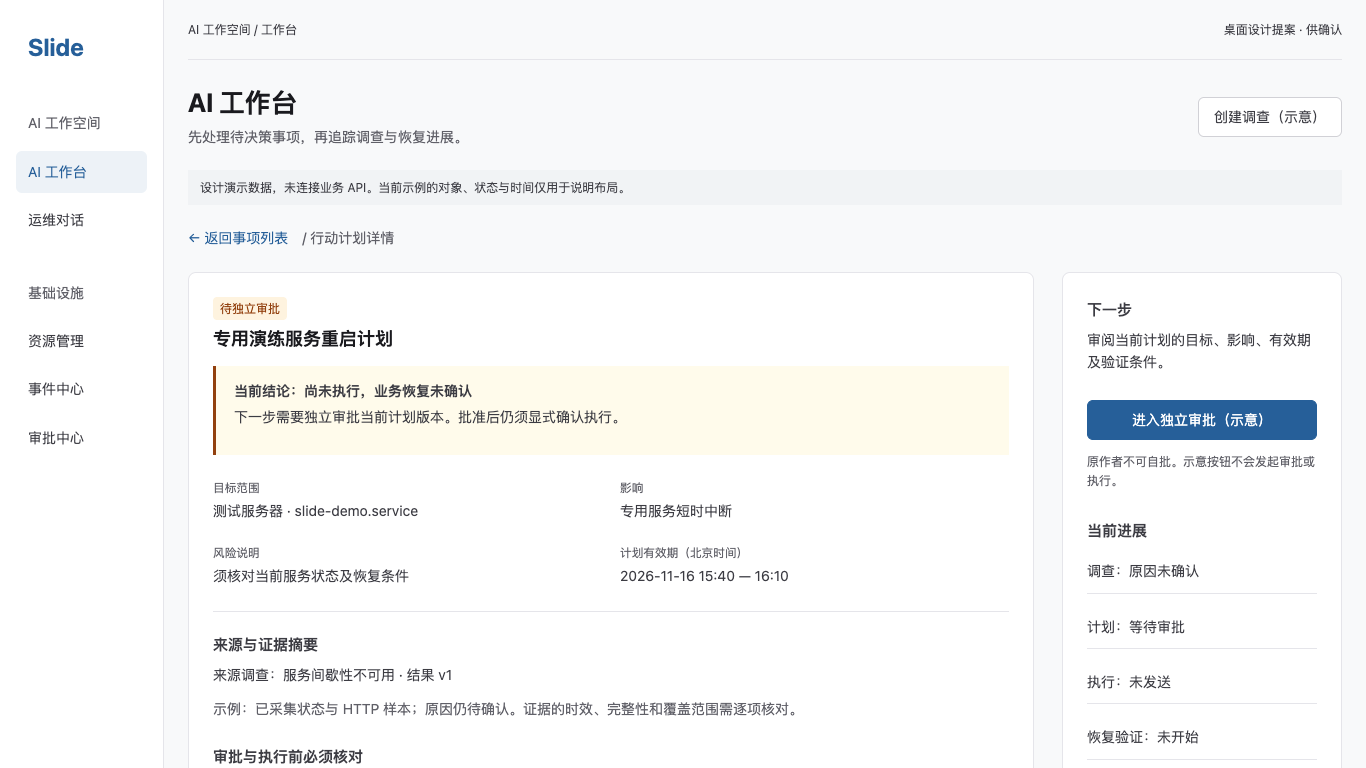 Slide
AI 工作空间
AI 工作台
运维对话
基础设施
资源管理
事件中心
审批中心
AI 工作空间 / 工作台
桌面设计提案 · 供确认
AI 工作台
先处理待决策事项，再追踪调查与恢复进展。
创建调查（示意）
设计演示数据，未连接业务 API。当前示例的对象、状态与时间仅用于说明布局。
← 返回事项列表 / 行动计划详情
待独立审批
专用演练服务重启计划
当前结论：尚未执行，业务恢复未确认
下一步需要独立审批当前计划版本。批准后仍须显式确认执行。
目标范围
测试服务器 · slide-demo.service
影响
专用服务短时中断
风险说明
须核对当前服务状态及恢复条件
计划有效期（北京时间）
2026-11-16 15:40 — 16:10
来源与证据摘要
来源调查：服务间歇性不可用 · 结果 v1
示例：已采集状态与 HTTP 样本；原因仍待确认。证据的时效、完整性和覆盖范围需逐项核对。
审批与执行前必须核对
下一步
审阅当前计划的目标、影响、有效期
及验证条件。
进入独立审批（示意）
原作者不可自批。示意按钮不会发起审批或
执行。
当前进展
调查：原因未确认
计划：等待审批
执行：未发送
恢复验证：未开始